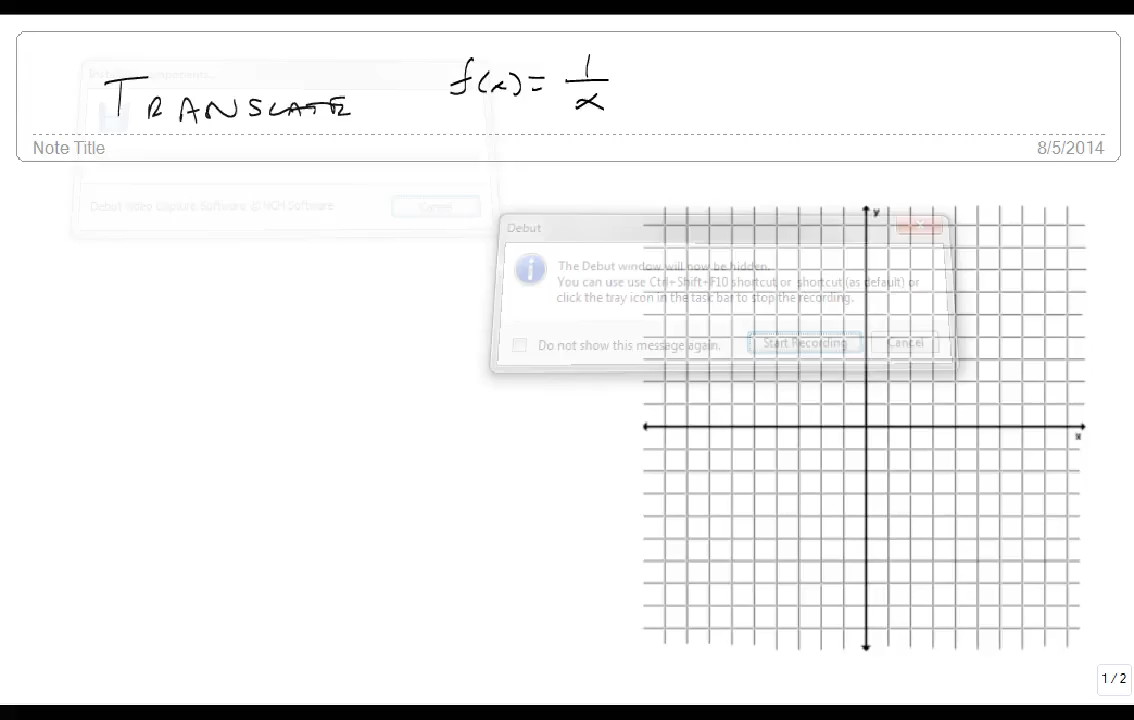 TRANSLATE f(x) = 1/x
Installing components...
Note Title 8/5/2014
Debut Video Capture Software © NCH Software Cancel
Debut
y
The Debut window will now be hidden.
You can use use Ctrl+Shift+F10 shortcut or shortcut (as default) or
click the tray icon in the task bar to stop the recording.
Do not show this message again. Start Recording Cancel
x
1 / 2